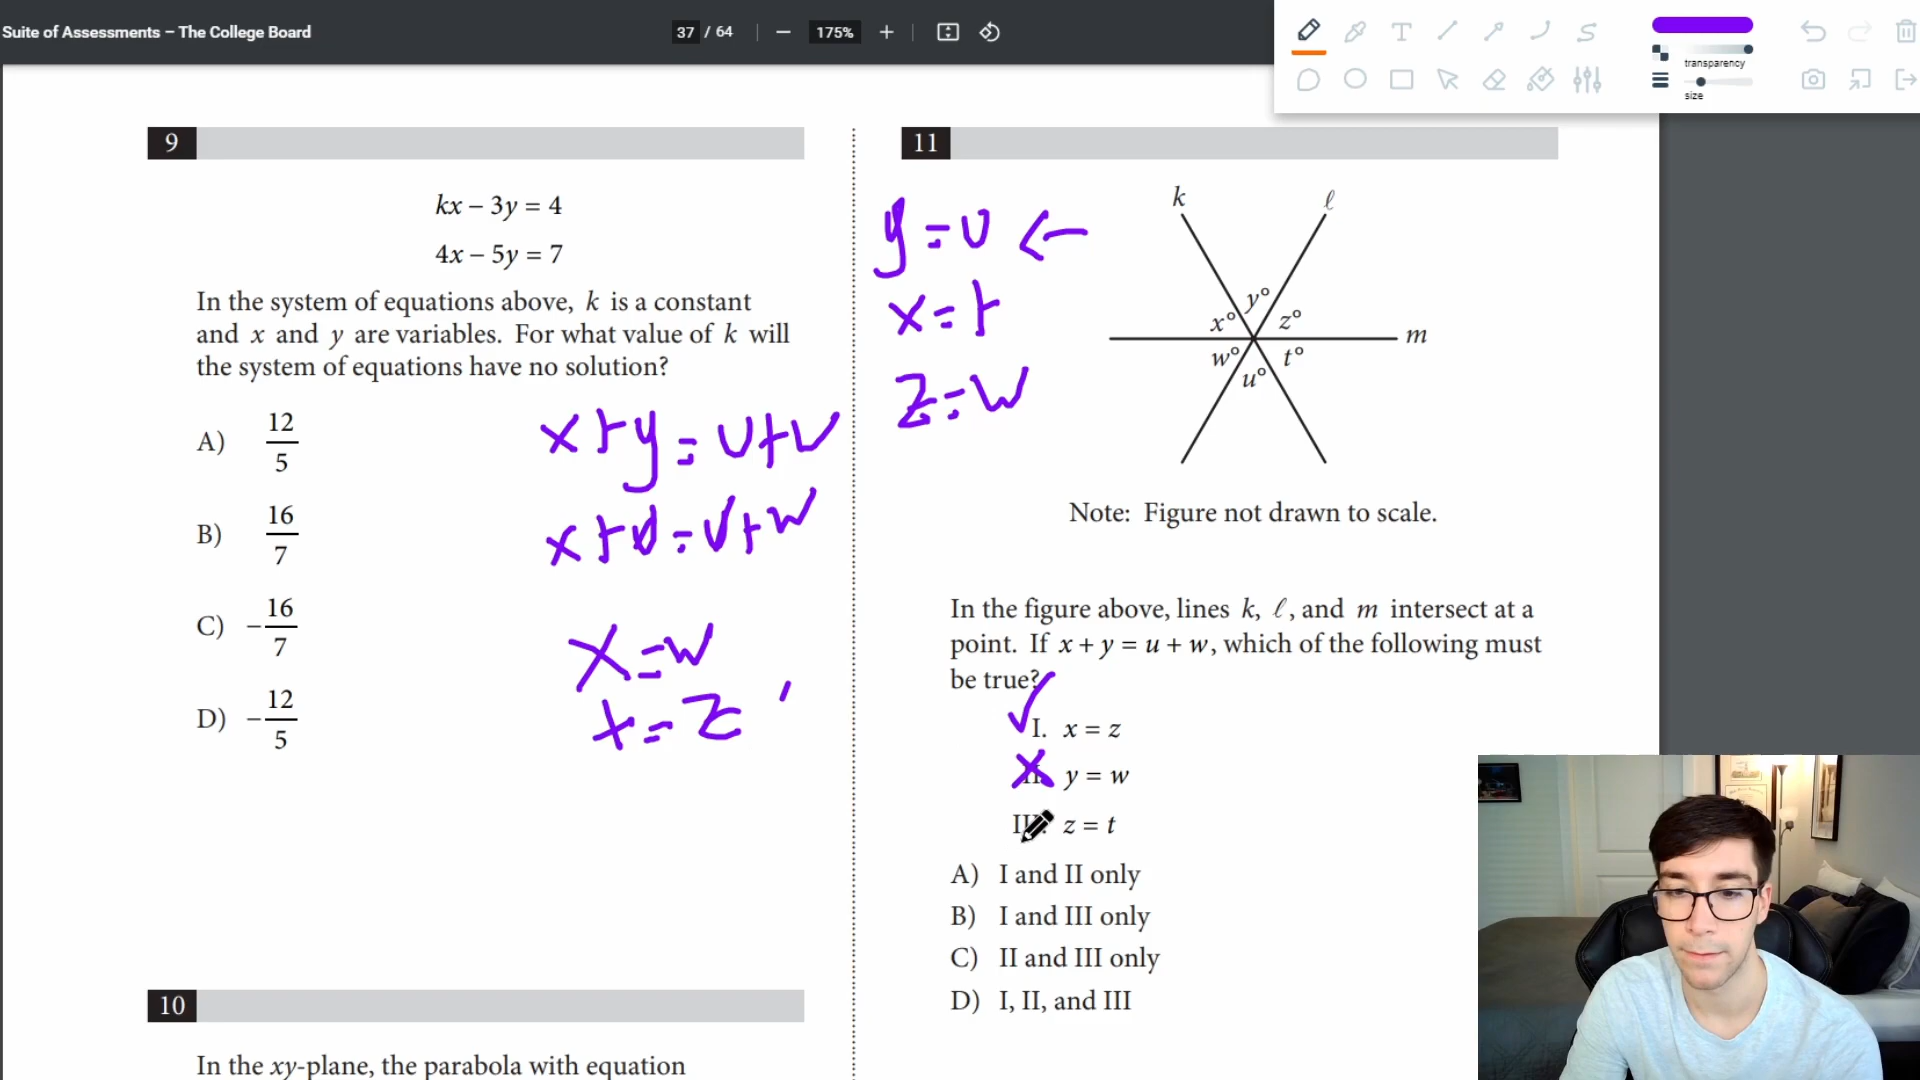 Suite of Assessments – The College Board
37 / 64
175%
transparency
size
9
kx – 3y = 4
4x – 5y = 7
In the system of equations above, k is a constant
and x and y are variables. For what value of k will
the system of equations have no solution?
A) 12/5
B) 16/7
C) –16/7
D) –12/5
x+y=u+w
x+u=u+w
x=w
t=z
10
In the xy-plane, the parabola with equation
11
y=u ←
x=t
z=w
k
ℓ
y°
x°
z°
m
w°
t°
u°
Note: Figure not drawn to scale.
In the figure above, lines k, ℓ, and m intersect at a
point. If x + y = u + w, which of the following must
be true?
I. x = z
II. y = w
III. z = t
A) I and II only
B) I and III only
C) II and III only
D) I, II, and III